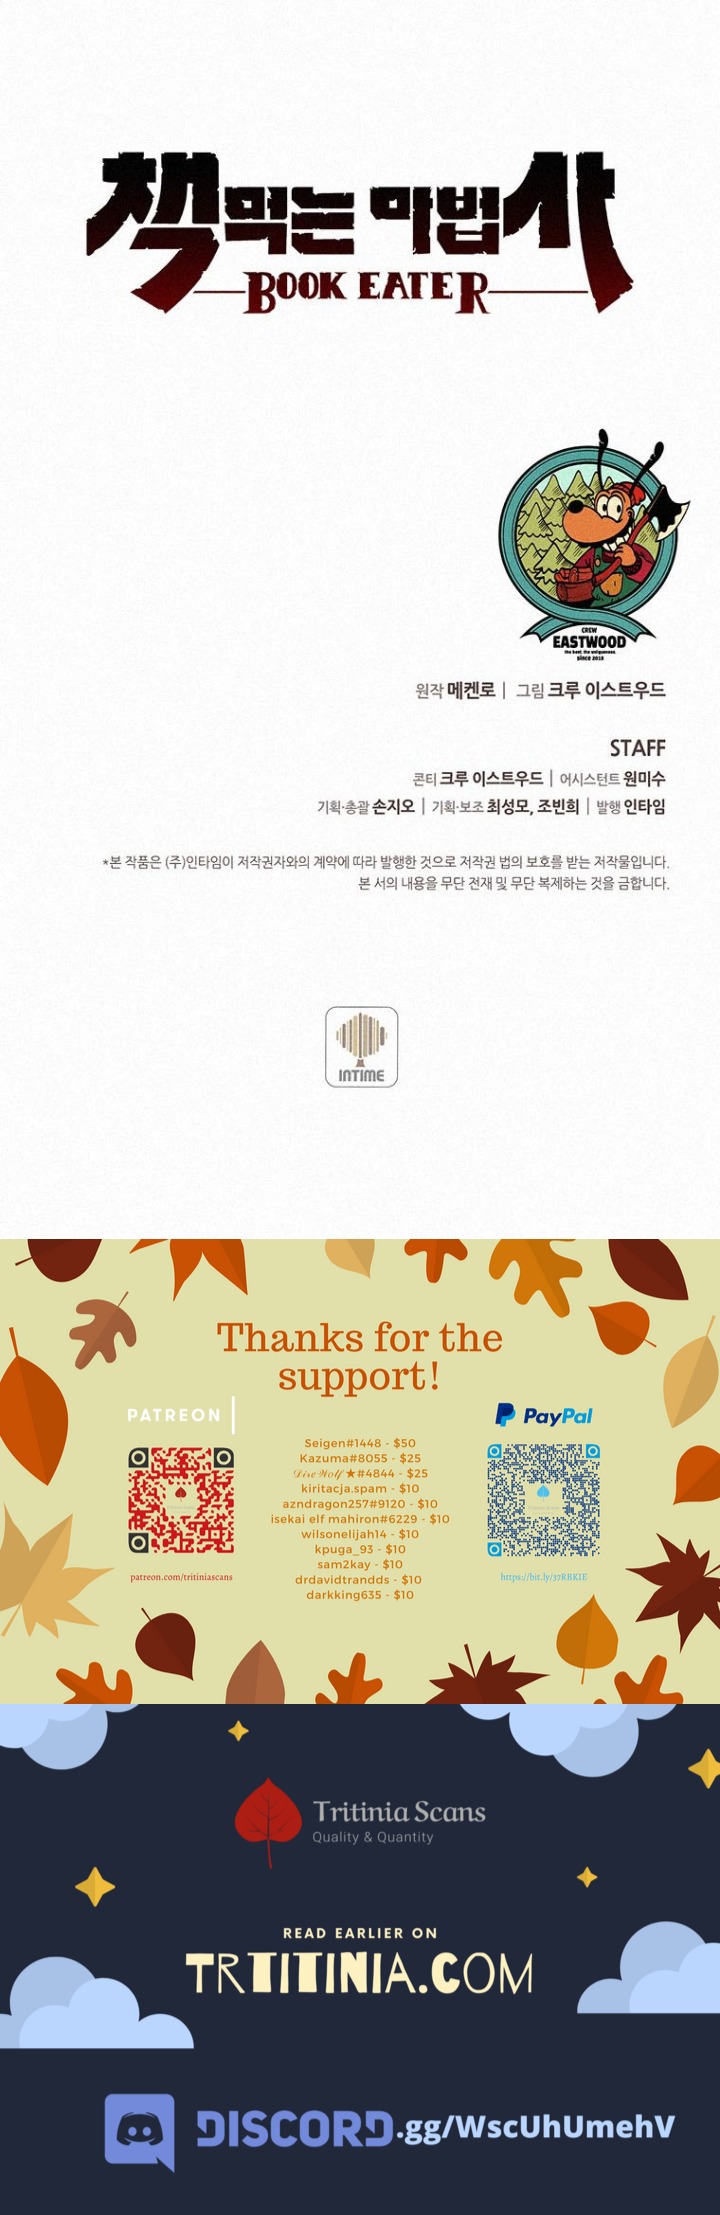 책먹는 마법사
BOOK EATER
CREW
EASTWOOD
the best, the uniqueness.
since 2013
원작 메켄로 | 그림 크루 이스트우드
STAFF
콘티 크루 이스트우드 | 어시스턴트 원미수
기획·총괄 손지오 | 기획·보조 최성모, 조빈희 | 발행 인타임
*본 작품은 (주)인타임이 저작권자와의 계약에 따라 발행한 것으로 저작권 법의 보호를 받는 저작물입니다.
본 서의 내용을 무단 전재 및 무단 복제하는 것을 금합니다.
INTIME
Thanks for the
support!
PATREON
PayPal
Seigen#1448 - $50
Kazuma#8055 - $25
𝒟𝒾𝓇𝑒𝒲𝑜𝓁𝒻★#4844 - $25
kiritacja.spam - $10
azndragon257#9120 - $10
isekai elf mahiron#6229 - $10
wilsonelijah14 - $10
kpuga_93 - $10
sam2kay - $10
drdavidtrandds - $10
darkking635 - $10
patreon.com/tritiniascans
https://bit.ly/37RBKIE
Tritinia Scans
Quality & Quantity
READ EARLIER ON
TRITINIA.COM
DISCORD.gg/WscUhUmehV